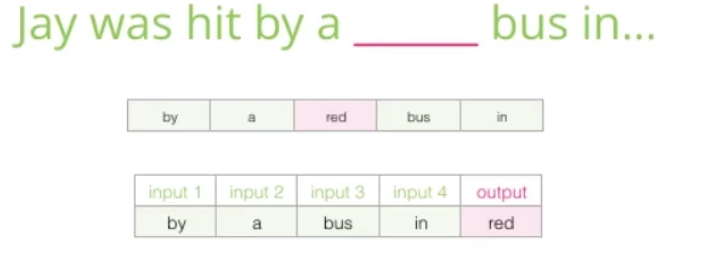 Jay was hit by a ______ bus in...
by a red bus in
input 1 input 2 input 3 input 4 output
by a bus in red